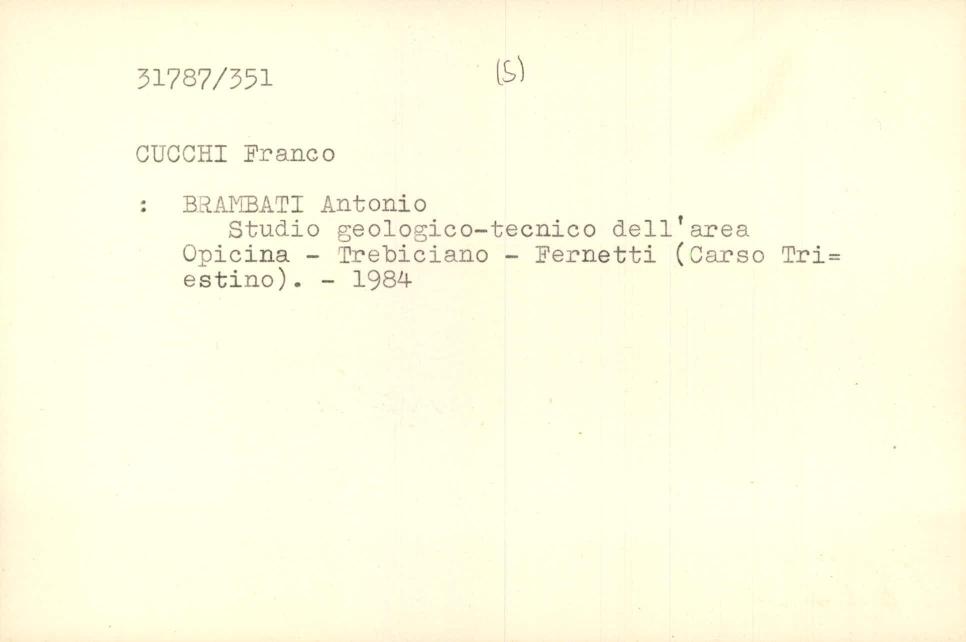 31787/351 (S)
CUCCHI Franco
: BRAMBATI Antonio
Studio geologico-tecnico dell'area
Opicina - Trebiciano - Fernetti (Carso Tri=
estino). - 1984